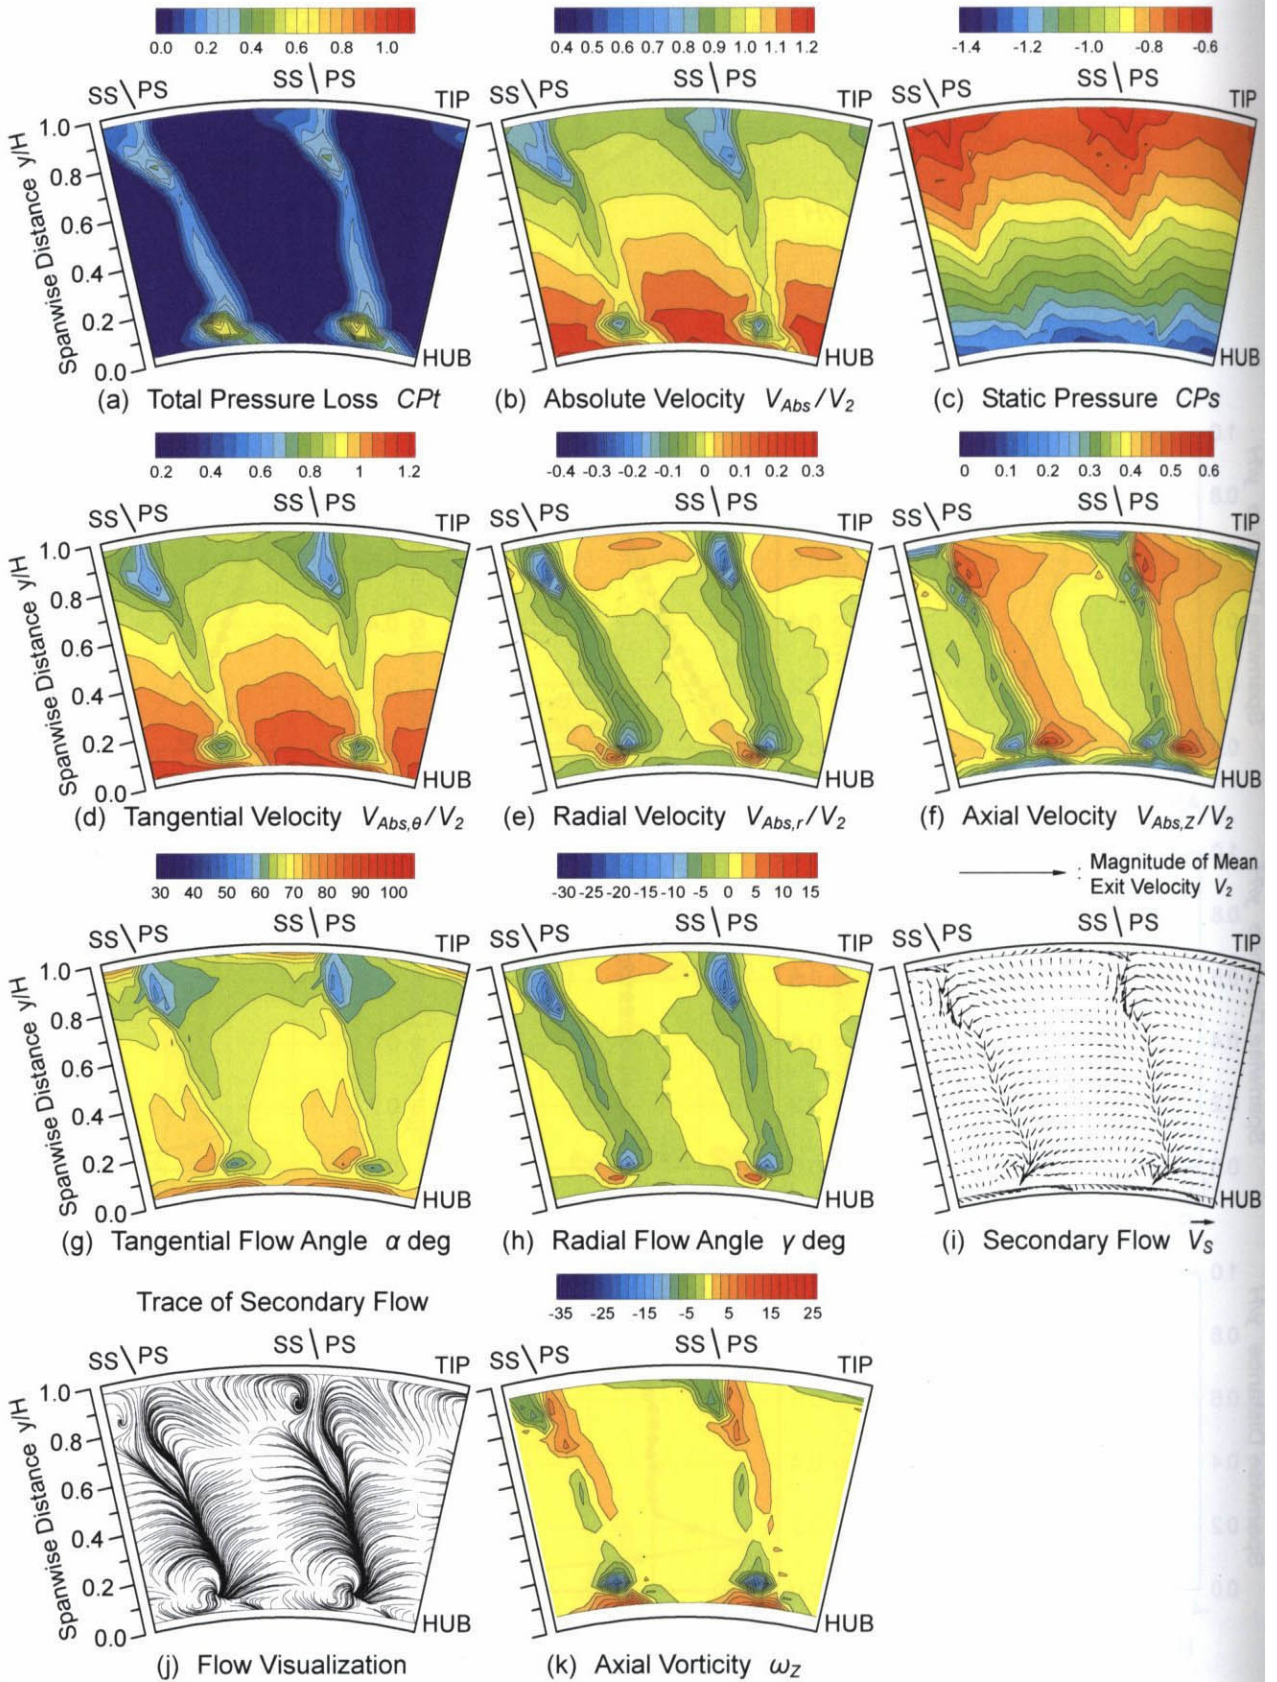 0.0 0.2 0.4 0.6 0.8 1.0
0.4 0.5 0.6 0.7 0.8 0.9 1.0 1.1 1.2
-1.4 -1.2 -1.0 -0.8 -0.6
SS \ PS SS \ PS TIP
SS \ PS SS \ PS TIP
SS \ PS SS \ PS TIP
Spanwise Distance y/H
1.0
0.8
0.6
0.4
0.2
0.0
HUB
HUB
HUB
(a) Total Pressure Loss CPt
(b) Absolute Velocity V_Abs/V_2
(c) Static Pressure CPs
0.2 0.4 0.6 0.8 1 1.2
-0.4 -0.3 -0.2 -0.1 0 0.1 0.2 0.3
0 0.1 0.2 0.3 0.4 0.5 0.6
SS \ PS SS \ PS TIP
SS \ PS SS \ PS TIP
SS \ PS SS \ PS TIP
Spanwise Distance y/H
1.0
0.8
0.6
0.4
0.2
0.0
HUB
HUB
HUB
(d) Tangential Velocity V_Abs,θ/V_2
(e) Radial Velocity V_Abs,r/V_2
(f) Axial Velocity V_Abs,Z/V_2
30 40 50 60 70 80 90 100
-30 -25 -20 -15 -10 -5 0 5 10 15
: Magnitude of Mean
Exit Velocity V_2
SS \ PS SS \ PS TIP
SS \ PS SS \ PS TIP
SS \ PS SS \ PS TIP
Spanwise Distance y/H
1.0
0.8
0.6
0.4
0.2
0.0
HUB
HUB
HUB
(g) Tangential Flow Angle α deg
(h) Radial Flow Angle γ deg
(i) Secondary Flow V_S
Trace of Secondary Flow
-35 -25 -15 -5 5 15 25
SS \ PS SS \ PS TIP
SS \ PS SS \ PS TIP
Spanwise Distance y/H
1.0
0.8
0.6
0.4
0.2
0.0
HUB
HUB
(j) Flow Visualization
(k) Axial Vorticity ω_Z